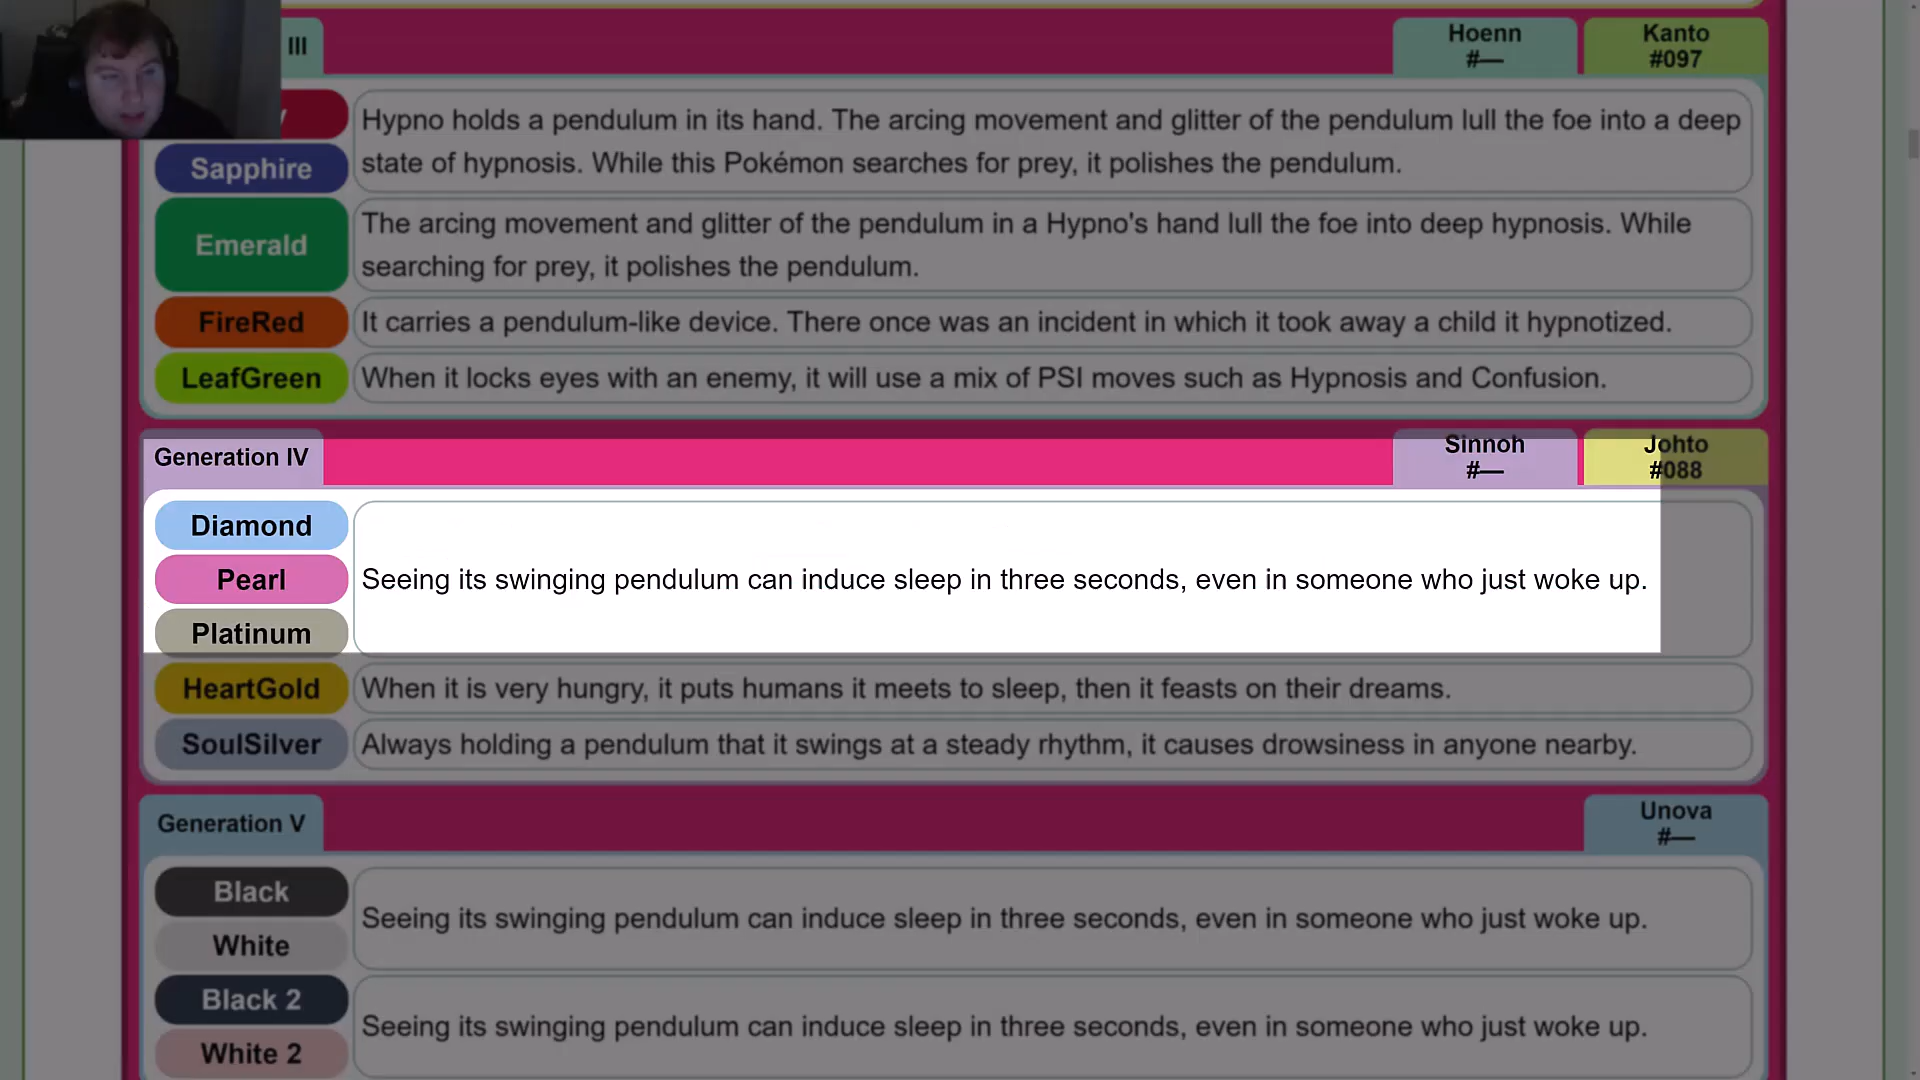 III
Hoenn
#—
Kanto
#097
Hypno holds a pendulum in its hand. The arcing movement and glitter of the pendulum lull the foe into a deep
state of hypnosis. While this Pokémon searches for prey, it polishes the pendulum.
Sapphire
Emerald
The arcing movement and glitter of the pendulum in a Hypno's hand lull the foe into deep hypnosis. While
searching for prey, it polishes the pendulum.
FireRed
It carries a pendulum-like device. There once was an incident in which it took away a child it hypnotized.
LeafGreen
When it locks eyes with an enemy, it will use a mix of PSI moves such as Hypnosis and Confusion.
Generation IV
Sinnoh
#—
Johto
#088
Diamond
Pearl
Platinum
Seeing its swinging pendulum can induce sleep in three seconds, even in someone who just woke up.
HeartGold
When it is very hungry, it puts humans it meets to sleep, then it feasts on their dreams.
SoulSilver
Always holding a pendulum that it swings at a steady rhythm, it causes drowsiness in anyone nearby.
Generation V
Unova
#—
Black
White
Seeing its swinging pendulum can induce sleep in three seconds, even in someone who just woke up.
Black 2
White 2
Seeing its swinging pendulum can induce sleep in three seconds, even in someone who just woke up.